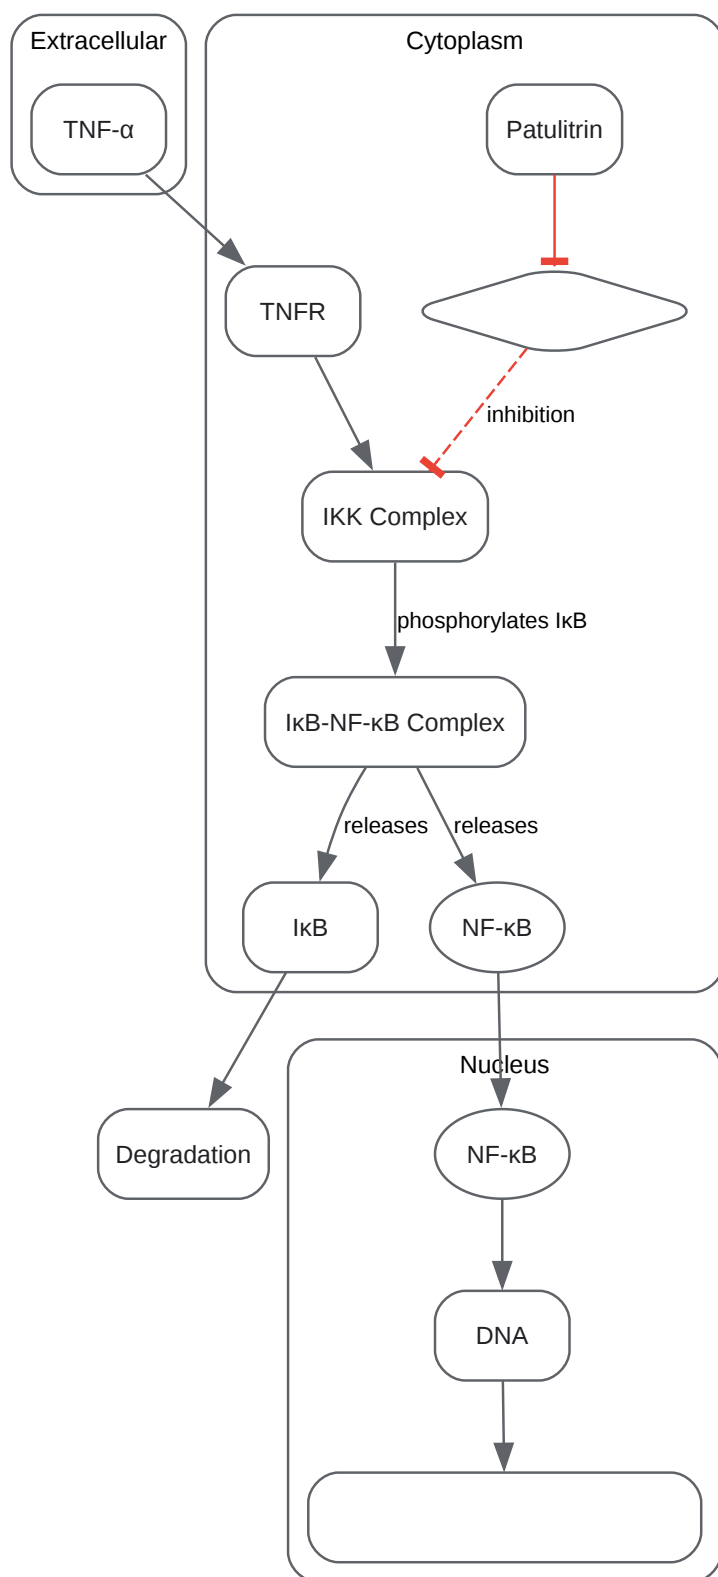 Extracellular
Cytoplasm
TNF-α
Patulitrin
TNFR
inhibition
IKK Complex
phosphorylates IκB
IκB-NF-κB Complex
releases
releases
IκB
NF-κB
Nucleus
Degradation
NF-κB
DNA